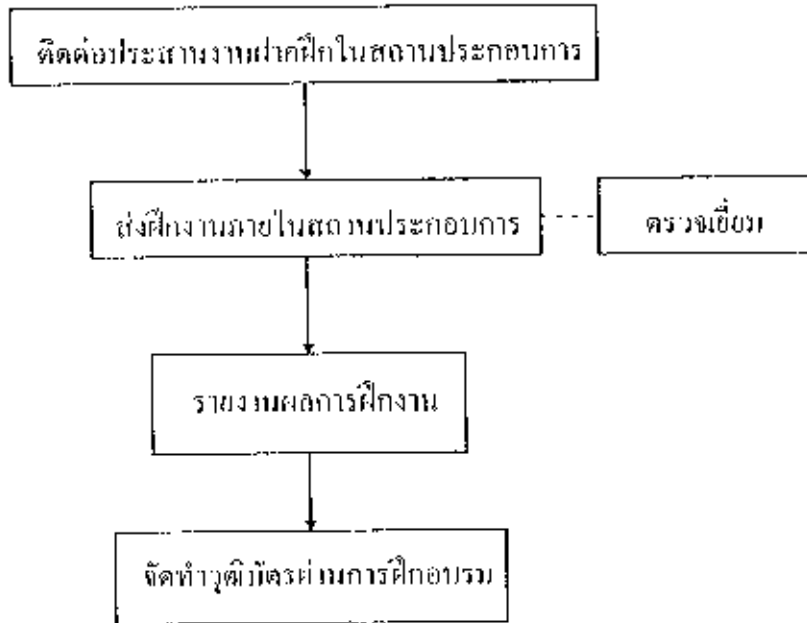 ติดต่อประสานงานฝากฝึกในสถานประกอบการ
ส่งฝึกงานภายในสถานประกอบการ
ตรวจเยี่ยม
รายงานผลการฝึกงาน
จัดทำวุฒิบัตรผ่านการฝึกอบรม